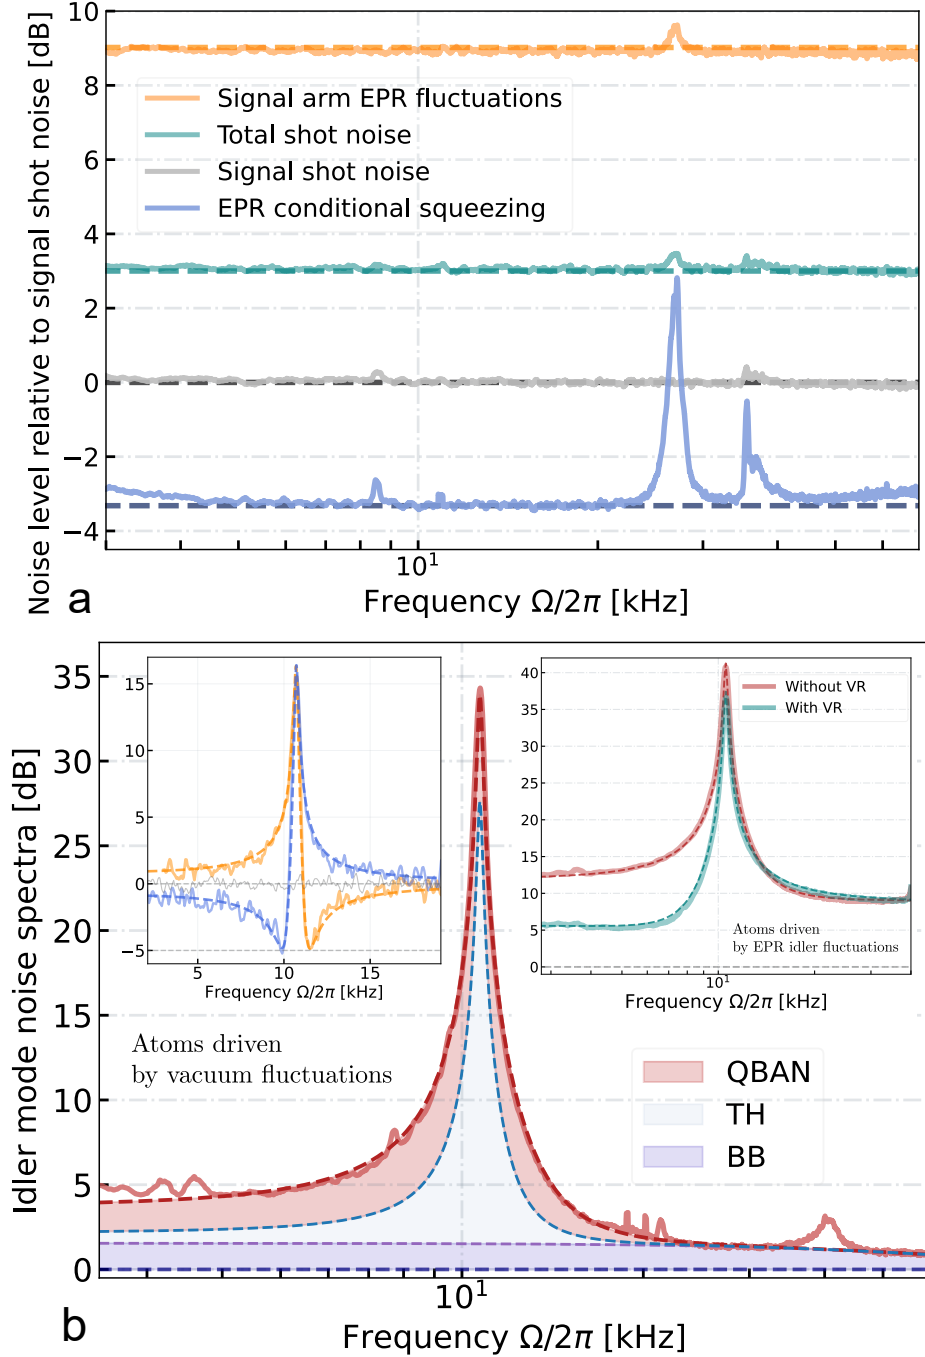 Noise level relative to signal shot noise [dB]
10
8
6
4
2
0
−2
−4
Signal arm EPR fluctuations
Total shot noise
Signal shot noise
EPR conditional squeezing
10¹
Frequency Ω/2π [kHz]
a
Idler mode noise spectra [dB]
35
30
25
20
15
10
5
0
15
10
5
0
−5
5
10
15
Frequency Ω/2π [kHz]
40
35
30
25
20
15
10
5
0
Without VR
With VR
Atoms driven
by EPR idler fluctuations
10¹
Frequency Ω/2π [kHz]
Atoms driven
by vacuum fluctuations
QBAN
TH
BB
10¹
Frequency Ω/2π [kHz]
b